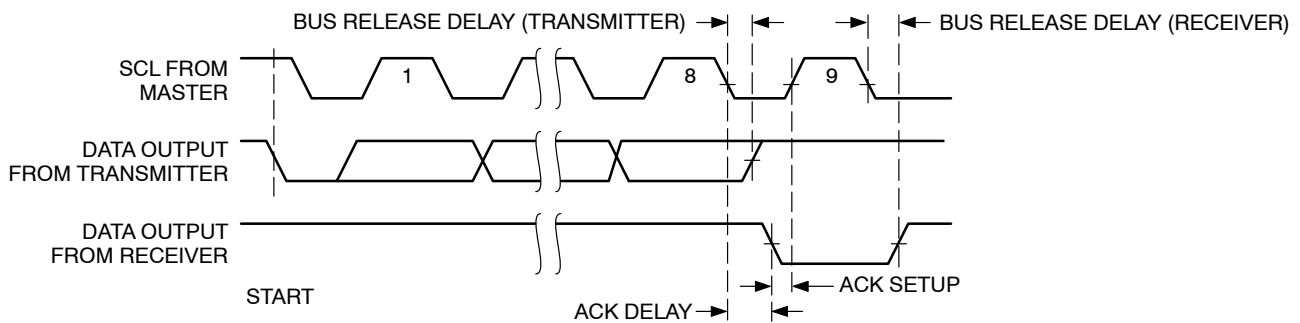 BUS RELEASE DELAY (TRANSMITTER)
BUS RELEASE DELAY (RECEIVER)
SCL FROM
MASTER
1
8
9
DATA OUTPUT
FROM TRANSMITTER
DATA OUTPUT
FROM RECEIVER
START
ACK SETUP
ACK DELAY